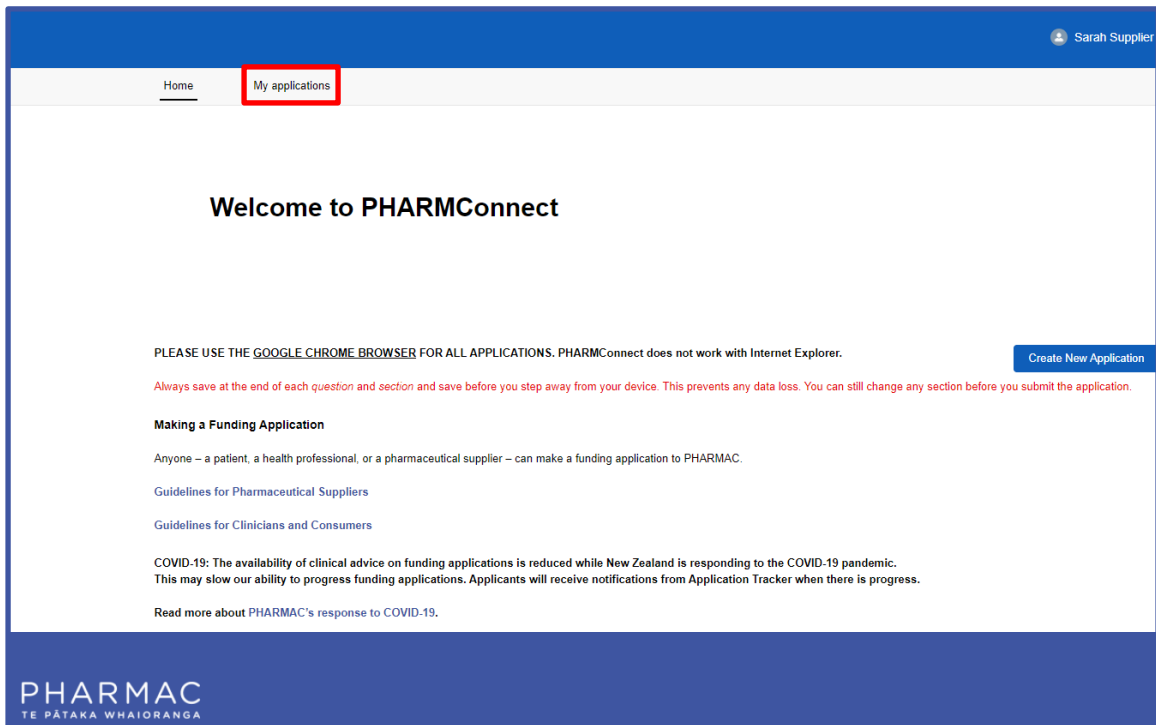 Sarah Supplier
Home
My applications
Welcome to PHARMConnect
PLEASE USE THE GOOGLE CHROME BROWSER FOR ALL APPLICATIONS. PHARMConnect does not work with Internet Explorer.
Create New Application
Always save at the end of each question and section and save before you step away from your device. This prevents any data loss. You can still change any section before you submit the application.
Making a Funding Application
Anyone – a patient, a health professional, or a pharmaceutical supplier – can make a funding application to PHARMAC.
Guidelines for Pharmaceutical Suppliers
Guidelines for Clinicians and Consumers
COVID-19: The availability of clinical advice on funding applications is reduced while New Zealand is responding to the COVID-19 pandemic.
This may slow our ability to progress funding applications. Applicants will receive notifications from Application Tracker when there is progress.
Read more about PHARMAC's response to COVID-19.
PHARMAC
TE PĀTAKA WHAIORANGA